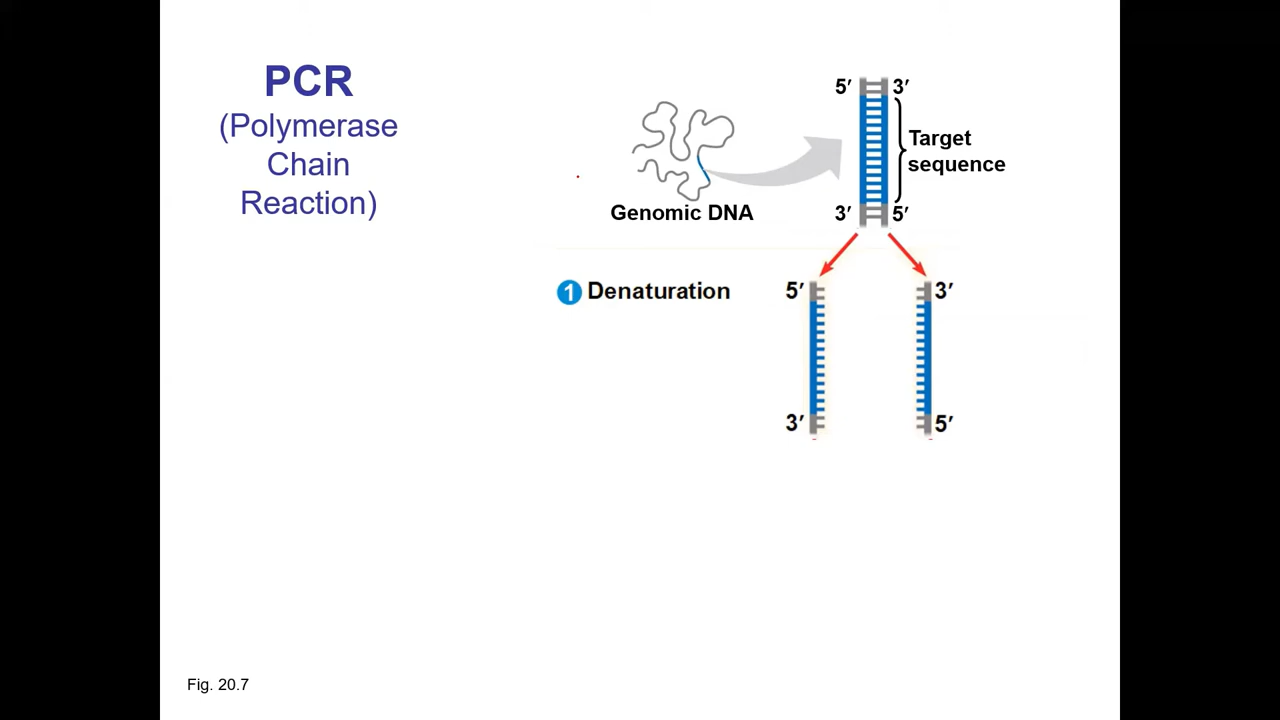 PCR
(Polymerase
Chain
Reaction)
5′ 3′
Target
sequence
Genomic DNA
3′ 5′
1 Denaturation
5′ 3′
3′ 5′
Fig. 20.7